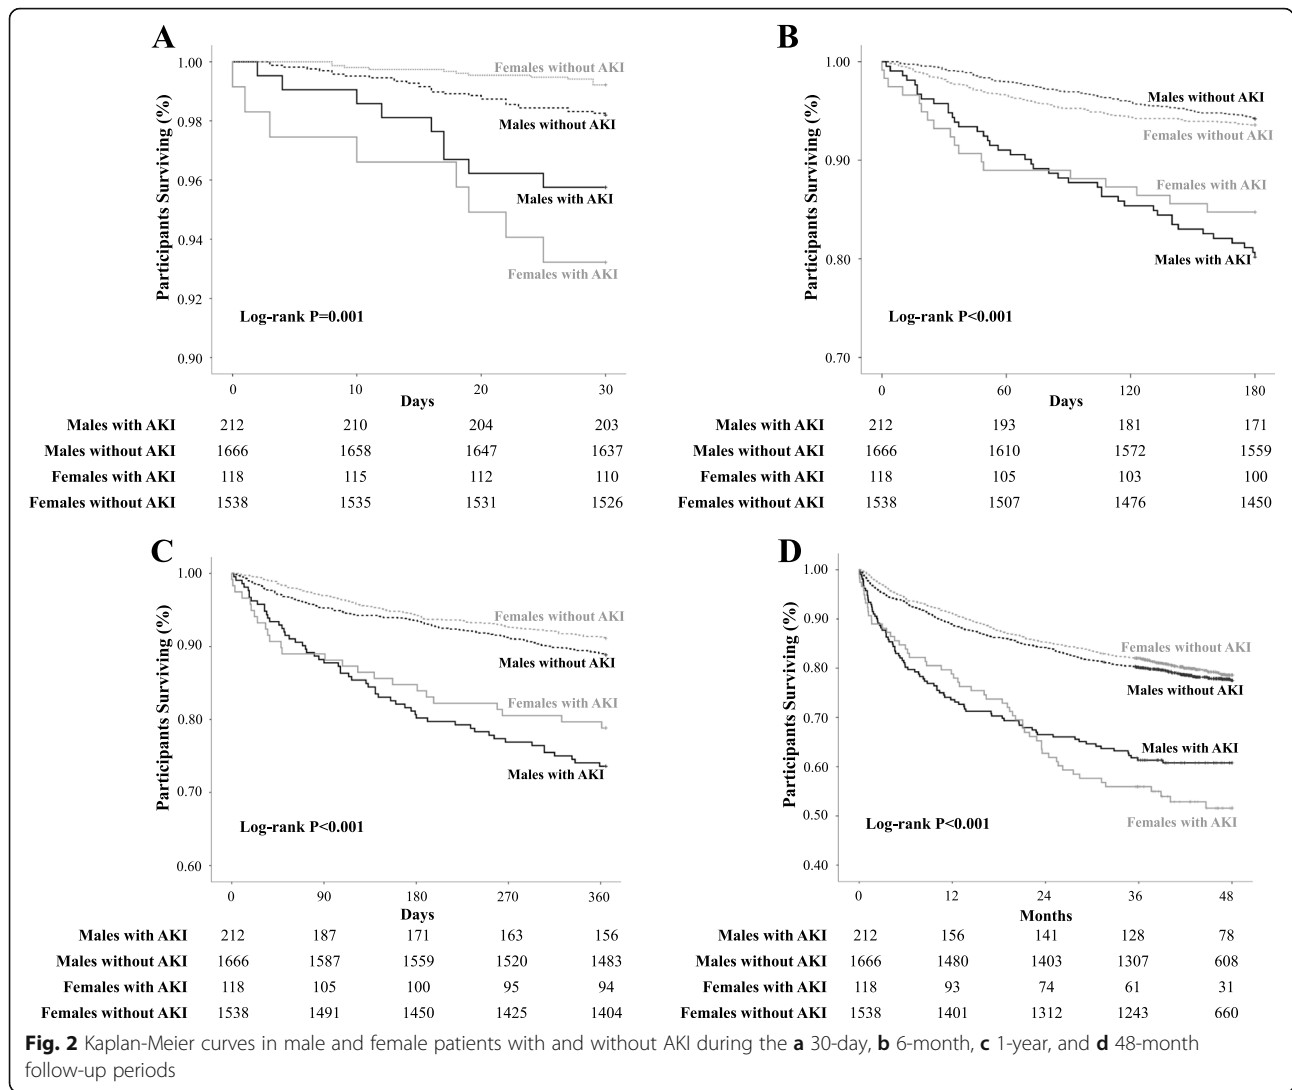 A
B
Participants Surviving (%)
1.00
0.98
0.96
0.94
0.92
0.90
Females without AKI
Males without AKI
Males with AKI
Females with AKI
Log-rank P=0.001
0 10 20 30
Days
Males with AKI 212 210 204 203
Males without AKI 1666 1658 1647 1637
Females with AKI 118 115 112 110
Females without AKI 1538 1535 1531 1526
Participants Surviving (%)
1.00
0.90
0.80
0.70
Males without AKI
Females without AKI
Females with AKI
Males with AKI
Log-rank P<0.001
0 60 120 180
Days
Males with AKI 212 193 181 171
Males without AKI 1666 1610 1572 1559
Females with AKI 118 105 103 100
Females without AKI 1538 1507 1476 1450
C
D
Participants Surviving (%)
1.00
0.90
0.80
0.70
0.60
Females without AKI
Males without AKI
Females with AKI
Males with AKI
Log-rank P<0.001
0 90 180 270 360
Days
Males with AKI 212 187 171 163 156
Males without AKI 1666 1587 1559 1520 1483
Females with AKI 118 105 100 95 94
Females without AKI 1538 1491 1450 1425 1404
Participants Surviving (%)
1.00
0.90
0.80
0.70
0.60
0.50
0.40
Females without AKI
Males without AKI
Males with AKI
Females with AKI
Log-rank P<0.001
0 12 24 36 48
Months
Males with AKI 212 156 141 128 78
Males without AKI 1666 1480 1403 1307 608
Females with AKI 118 93 74 61 31
Females without AKI 1538 1401 1312 1243 660
Fig. 2 Kaplan-Meier curves in male and female patients with and without AKI during the a 30-day, b 6-month, c 1-year, and d 48-month
follow-up periods